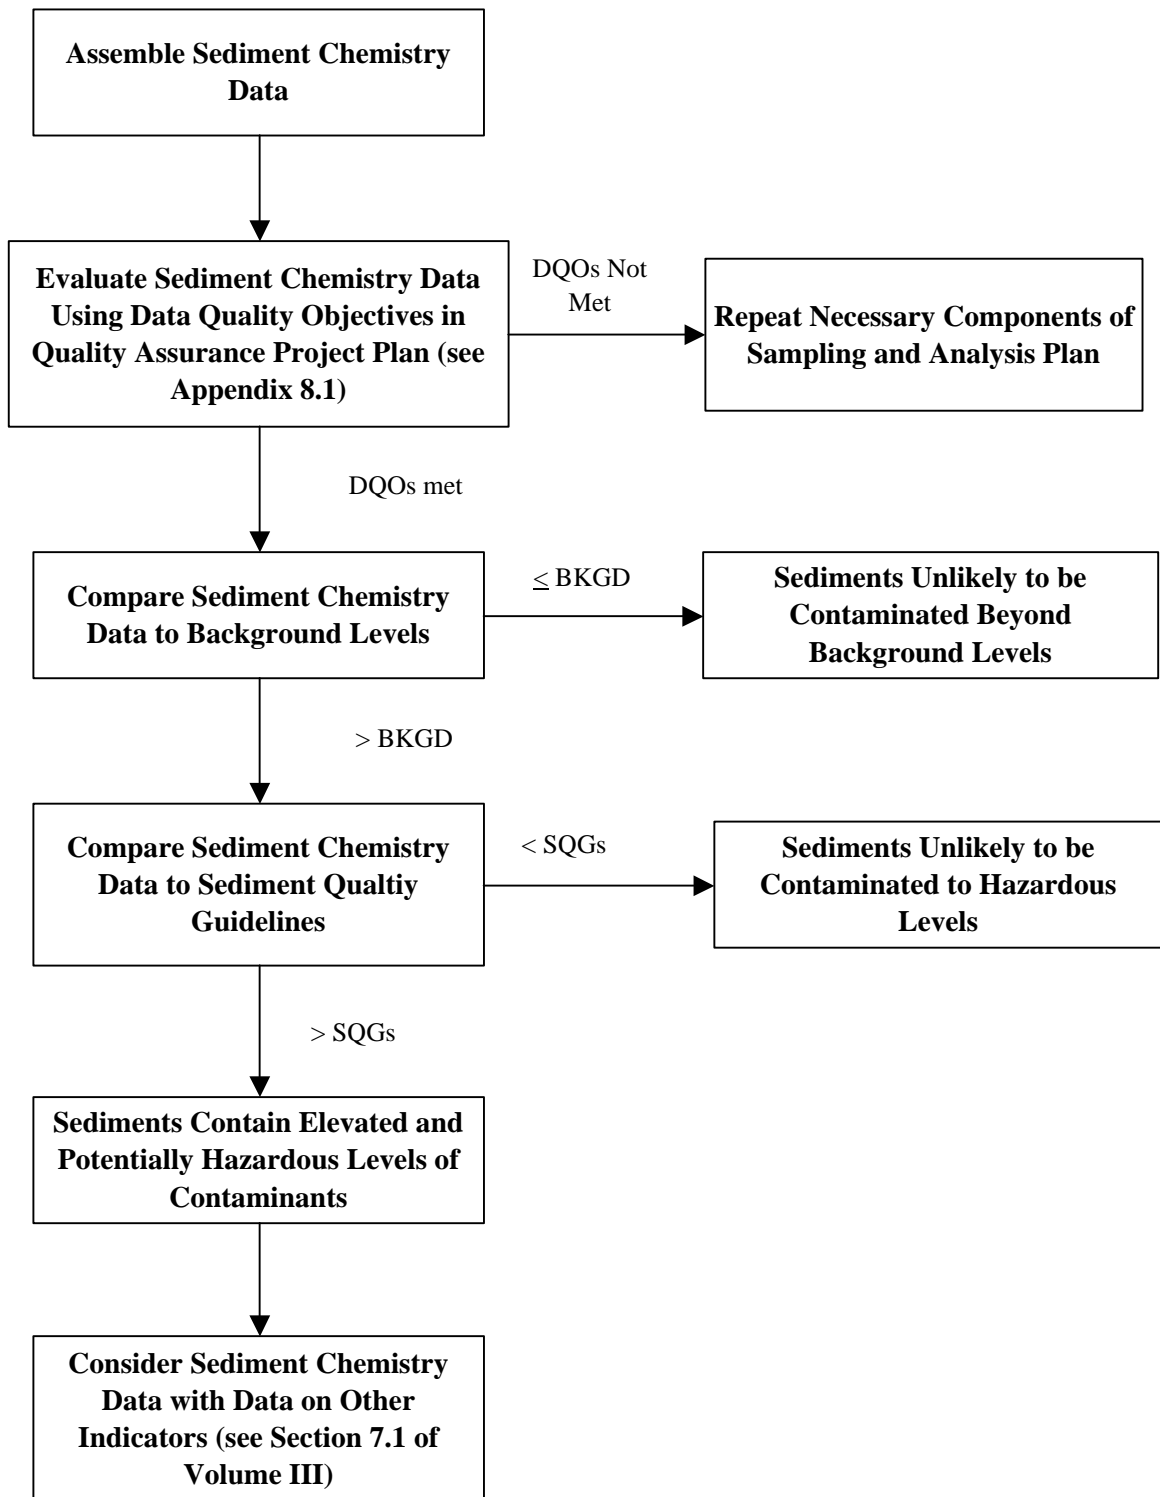 Assemble Sediment Chemistry
Data
Evaluate Sediment Chemistry Data
Using Data Quality Objectives in
Quality Assurance Project Plan (see
Appendix 8.1)
DQOs Not
Met
Repeat Necessary Components of
Sampling and Analysis Plan
DQOs met
Compare Sediment Chemistry
Data to Background Levels
≤ BKGD
Sediments Unlikely to be
Contaminated Beyond
Background Levels
> BKGD
Compare Sediment Chemistry
Data to Sediment Qualtiy
Guidelines
< SQGs
Sediments Unlikely to be
Contaminated to Hazardous
Levels
> SQGs
Sediments Contain Elevated and
Potentially Hazardous Levels of
Contaminants
Consider Sediment Chemistry
Data with Data on Other
Indicators (see Section 7.1 of
Volume III)